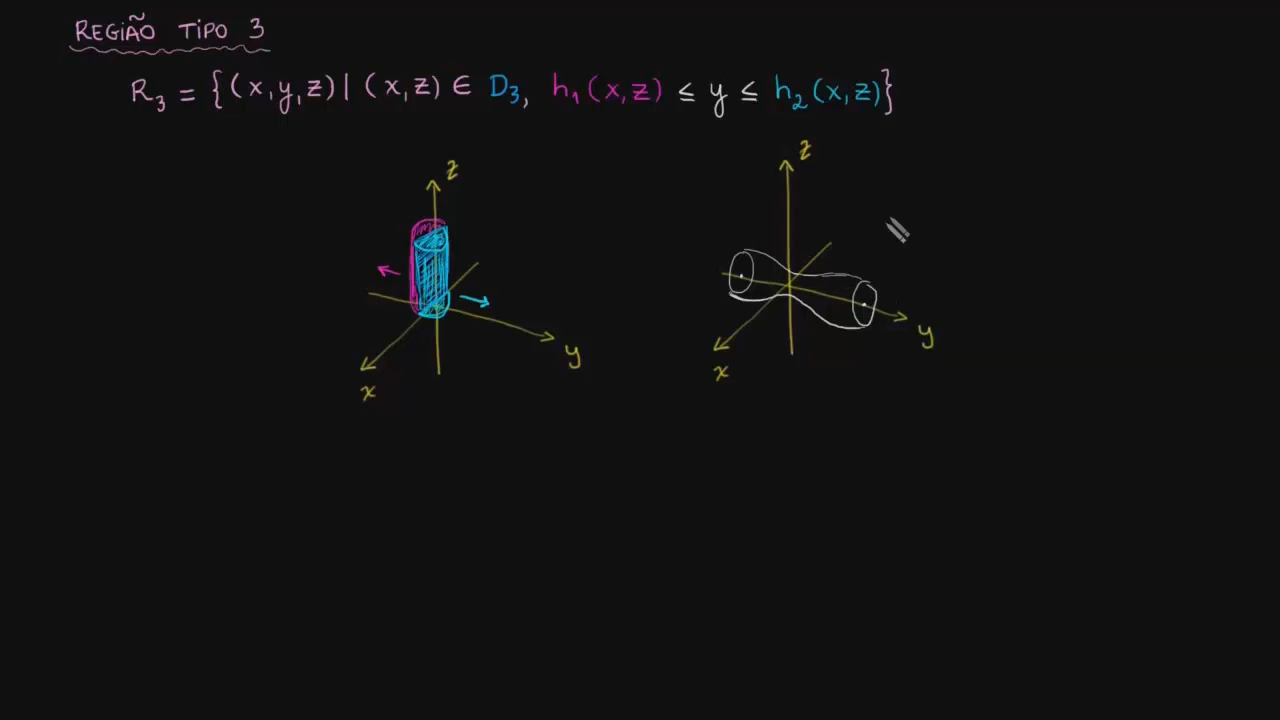 REGIÃO TIPO 3
R₃ = {(x,y,z) | (x,z) ∈ D₃, h₁(x,z) ≤ y ≤ h₂(x,z)}
z
z
y
y
x
x